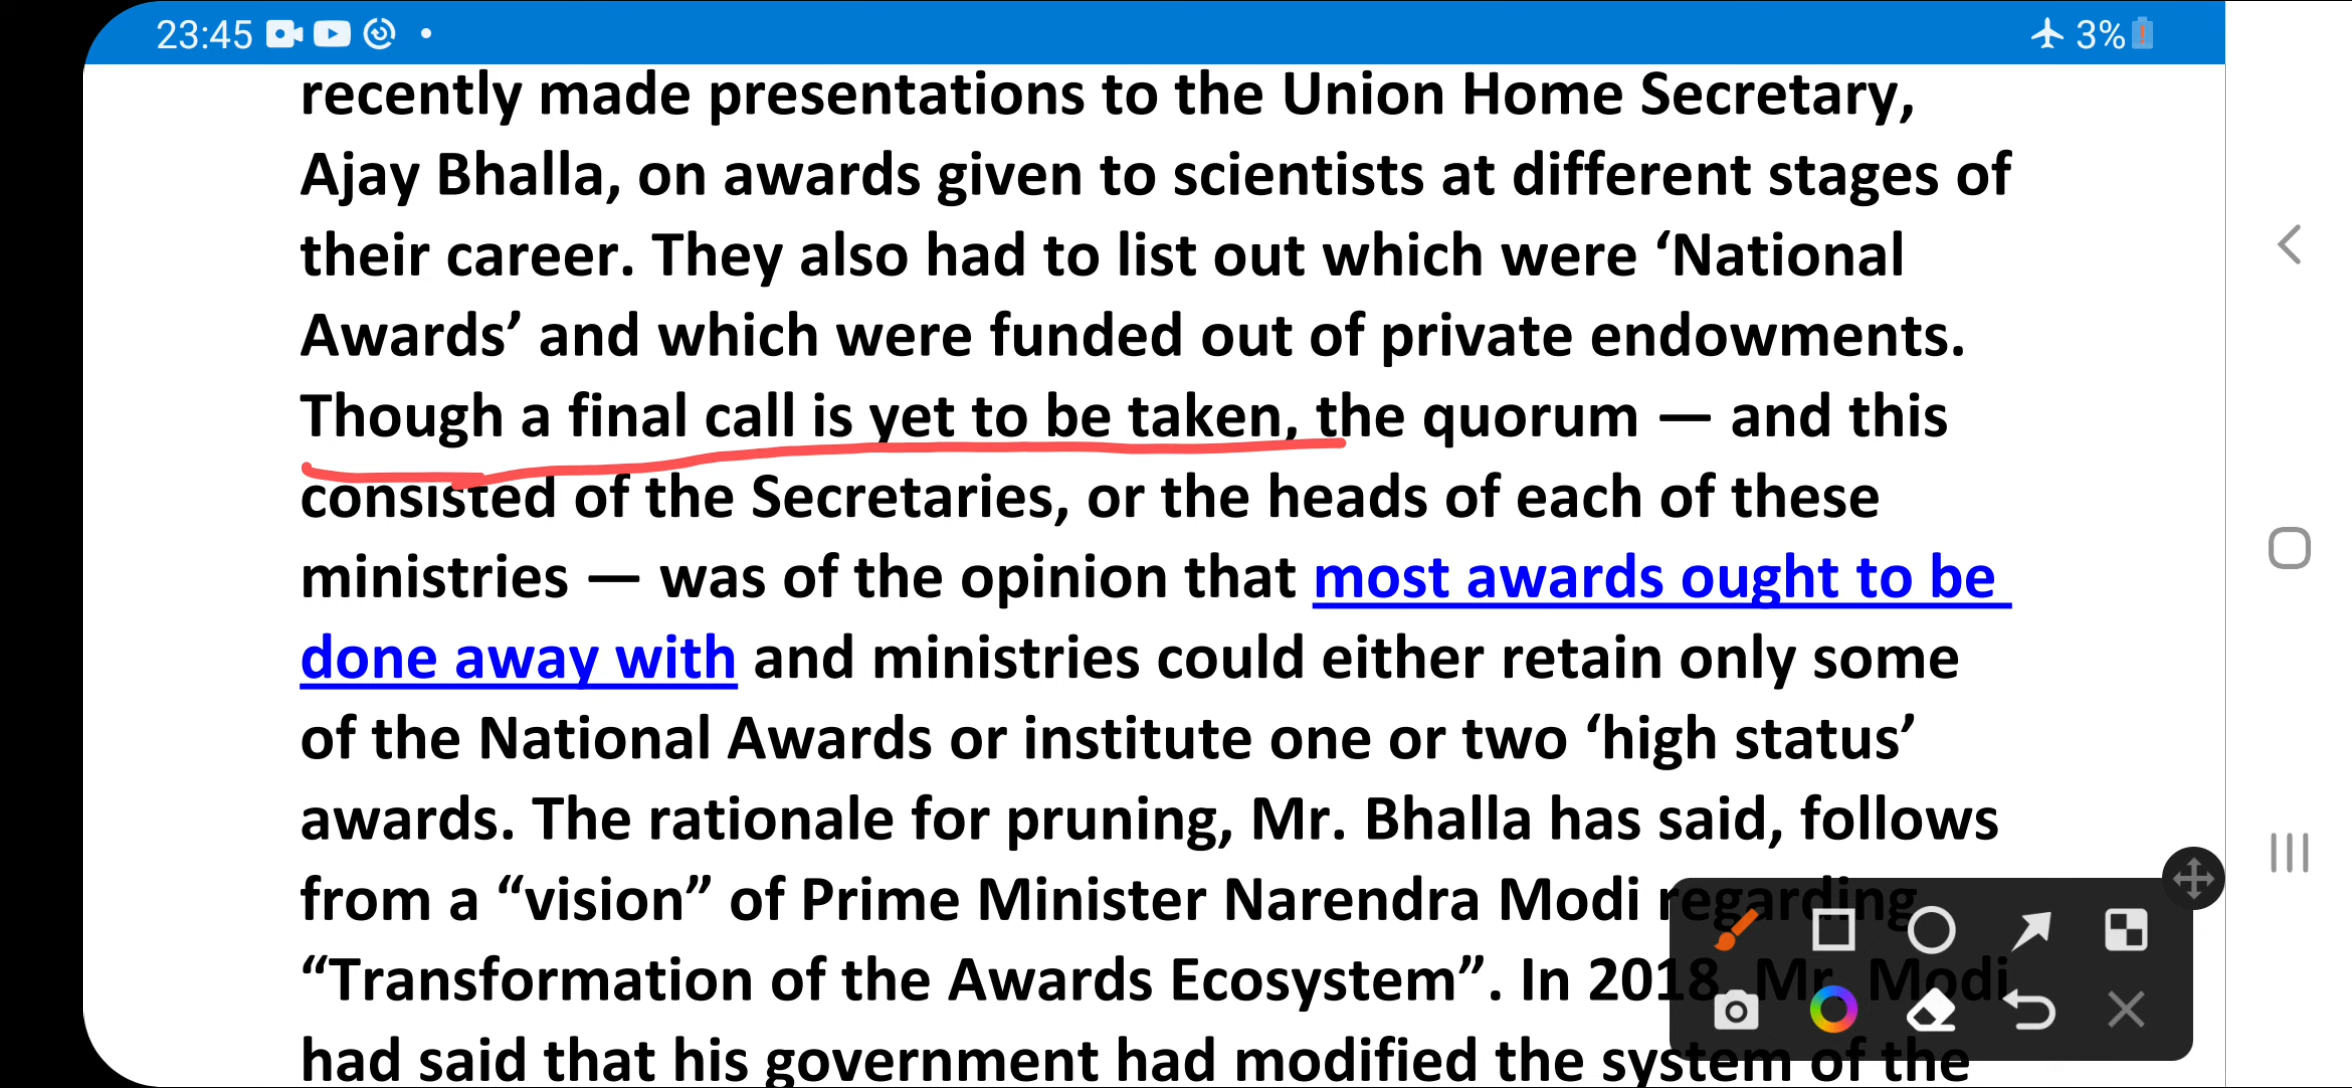 23:45
3%
recently made presentations to the Union Home Secretary,
Ajay Bhalla, on awards given to scientists at different stages of
their career. They also had to list out which were ‘National
Awards’ and which were funded out of private endowments.
Though a final call is yet to be taken, the quorum — and this
consisted of the Secretaries, or the heads of each of these
ministries — was of the opinion that most awards ought to be
done away with and ministries could either retain only some
of the National Awards or institute one or two ‘high status’
awards. The rationale for pruning, Mr. Bhalla has said, follows
from a “vision” of Prime Minister Narendra Modi regarding
“Transformation of the Awards Ecosystem”. In 2018, Mr. Modi
had said that his government had modified the system of the